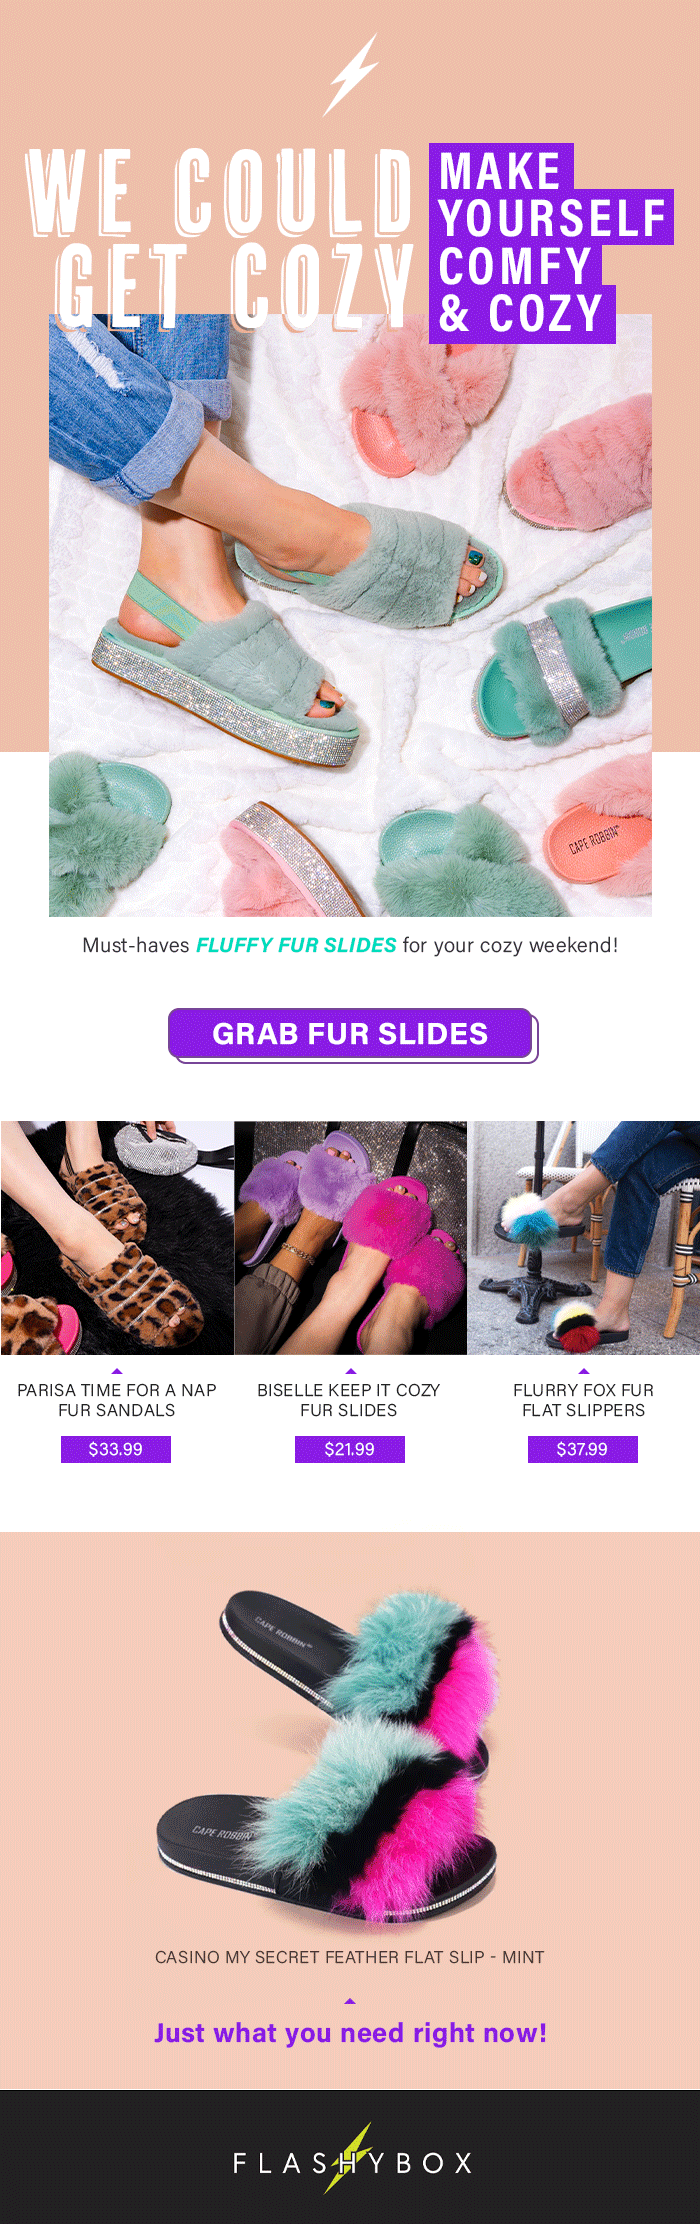 WE COULD
GET COZY
MAKE
YOURSELF
COMFY
& COZY
CAPE ROBBIN
Must-haves FLUFFY FUR SLIDES for your cozy weekend!
GRAB FUR SLIDES
PARISA TIME FOR A NAP
FUR SANDALS
$33.99
BISELLE KEEP IT COZY
FUR SLIDES
$21.99
FLURRY FOX FUR
FLAT SLIPPERS
$37.99
CAPE ROBBIN
CAPE ROBBIN
CASINO MY SECRET FEATHER FLAT SLIP - MINT
Just what you need right now!
FLASHYBOX